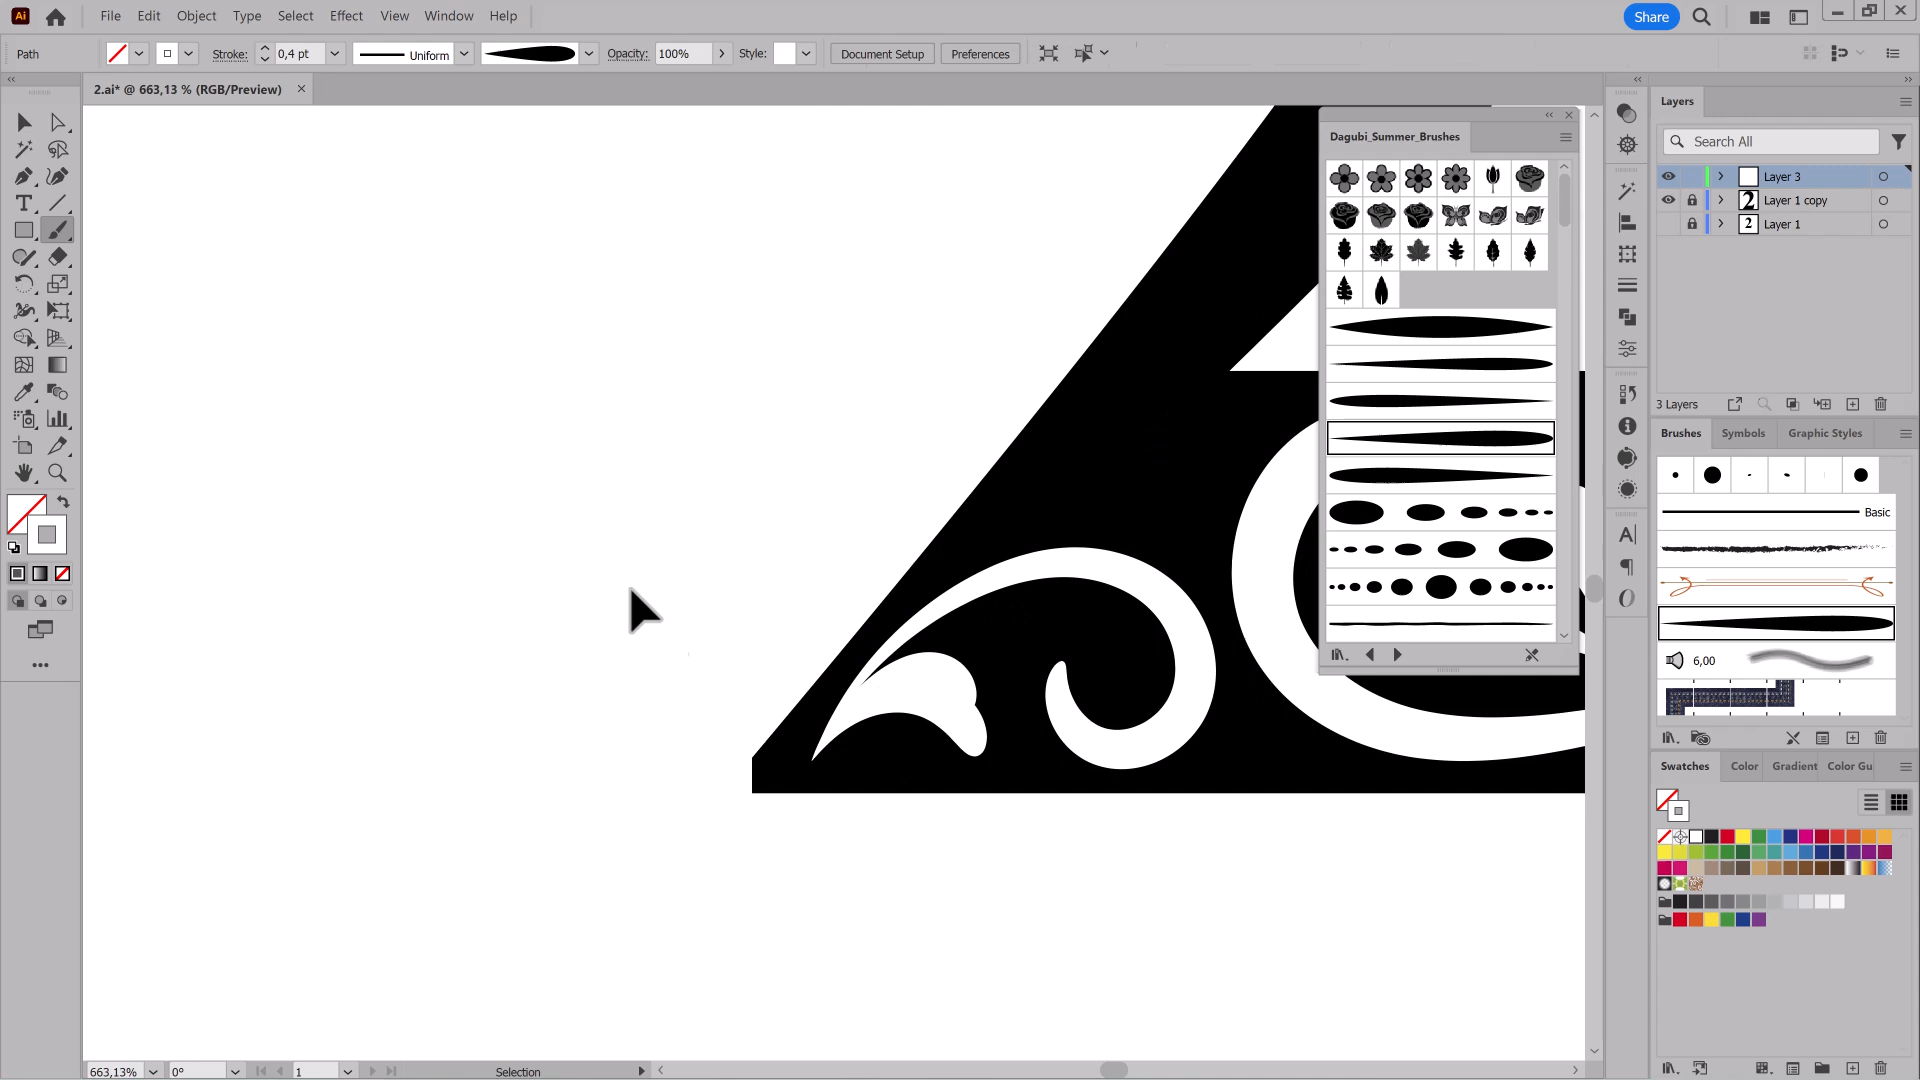 Ai File Edit Object Type Select Effect View Window Help Share
Path Stroke: 0,4 pt Uniform Opacity: 100% Style: Document Setup Preferences
2.ai* @ 663,13 % (RGB/Preview)
Dagubi_Summer_Brushes
Layers
Search All
Layer 3
2 Layer 1 copy
2 Layer 1
3 Layers
Brushes Symbols Graphic Styles
Basic
6,00
Swatches Color Gradient Color Gu
663,13% 0° 1 Selection